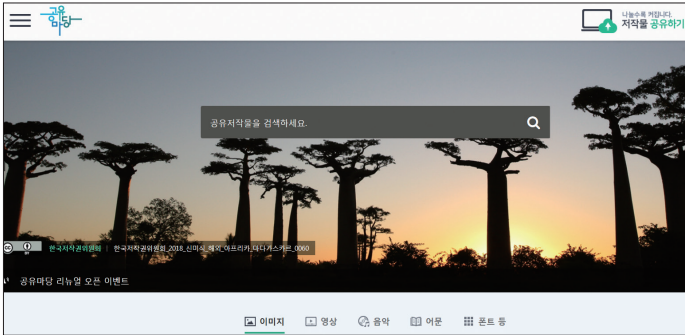 공유마당
나눌수록 커집니다.
저작물 공유하기
공유저작물을 검색하세요.
cc BY 한국저작권위원회 | 한국저작권위원회_2018_신미식_해외_아프리카_마다가스카르_0060
공유마당 리뉴얼 오픈 이벤트
이미지 영상 음악 어문 폰트 등